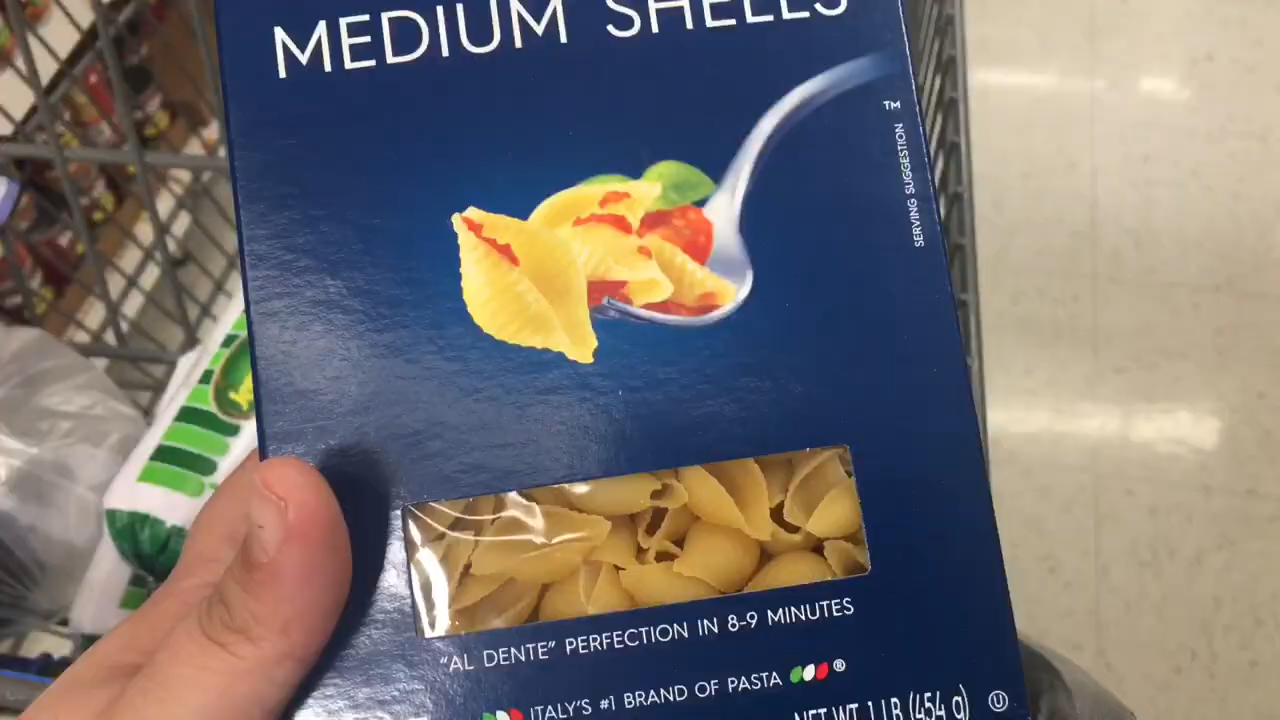 MEDIUM SHELLS
TM
SERVING SUGGESTION
"AL DENTE" PERFECTION IN 8-9 MINUTES
ITALY'S #1 BRAND OF PASTA ®
NET WT 1 LB (454 g) U